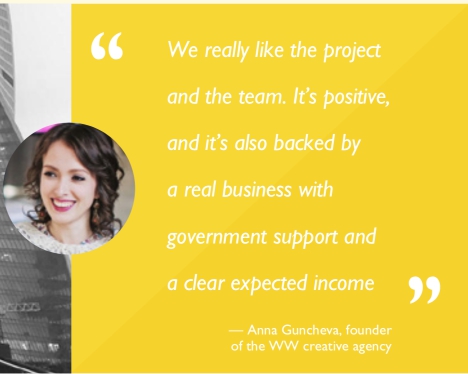 “
We really like the project
and the team. It’s positive,
and it’s also backed by
a real business with
government support and
a clear expected income
”
— Anna Guncheva, founder
of the WW creative agency